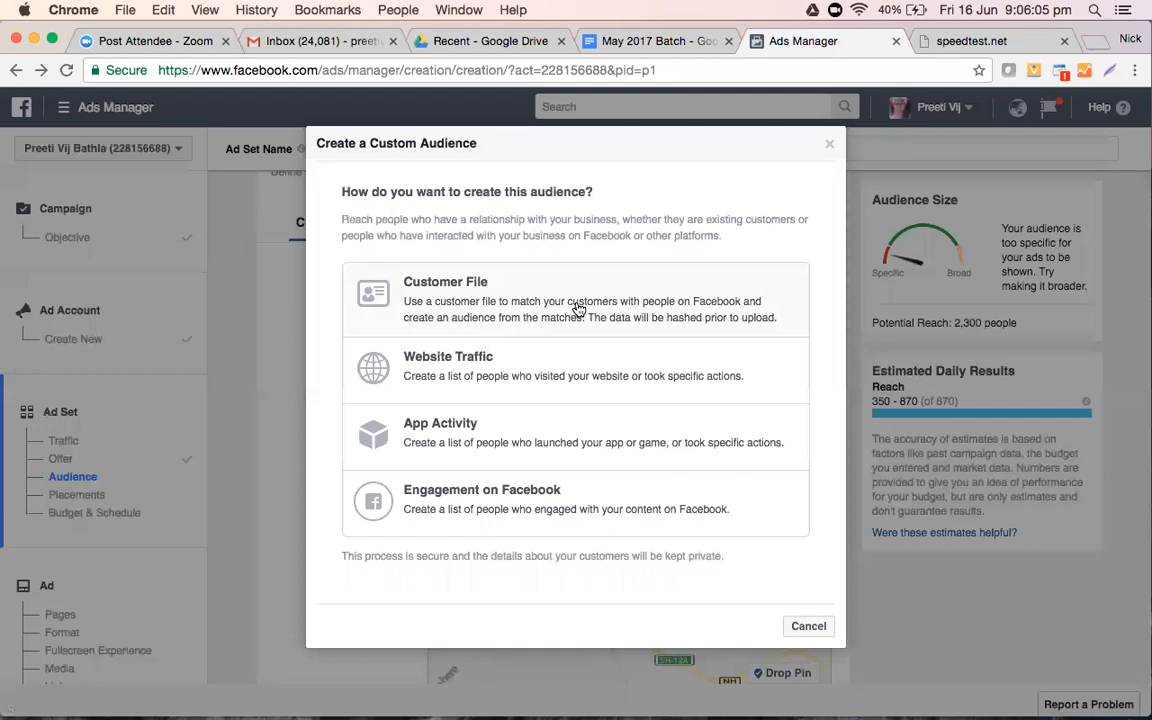 Chrome File Edit View History Bookmarks People Window Help 40% Fri 16 Jun 9:06:05 pm
Post Attendee - Zoom
Inbox (24,081) - preeti
Recent - Google Drive
May 2017 Batch - Go
Ads Manager
speedtest.net
Nick
Secure https://www.facebook.com/ads/manager/creation/creation/?act=228156688&pid=p1
Ads Manager
Search
Preeti Vij
Help
Preeti Vij Bathla (228156688)
Ad Set Name
Campaign
Objective
Ad Account
Create New
Ad Set
Traffic
Offer
Audience
Placements
Budget & Schedule
Ad
Pages
Format
Fullscreen Experience
Media
Create a Custom Audience
How do you want to create this audience?
Reach people who have a relationship with your business, whether they are existing customers or
people who have interacted with your business on Facebook or other platforms.
Customer File
Use a customer file to match your customers with people on Facebook and
create an audience from the matches. The data will be hashed prior to upload.
Website Traffic
Create a list of people who visited your website or took specific actions.
App Activity
Create a list of people who launched your app or game, or took specific actions.
Engagement on Facebook
Create a list of people who engaged with your content on Facebook.
This process is secure and the details about your customers will be kept private.
Cancel
Drop Pin
Audience Size
Specific
Broad
Your audience
is too specific for
your ads to be
shown. Try
making it broader.
Potential Reach: 2,300 people
Estimated Daily Results
Reach
350 - 870 (of 870)
The accuracy of estimates is based on
factors like past campaign data, the budget
you entered and market data. Numbers are
provided to give you an idea of performance
for your budget, but are only estimates and
don't guarantee results.
Were these estimates helpful?
Report a Problem